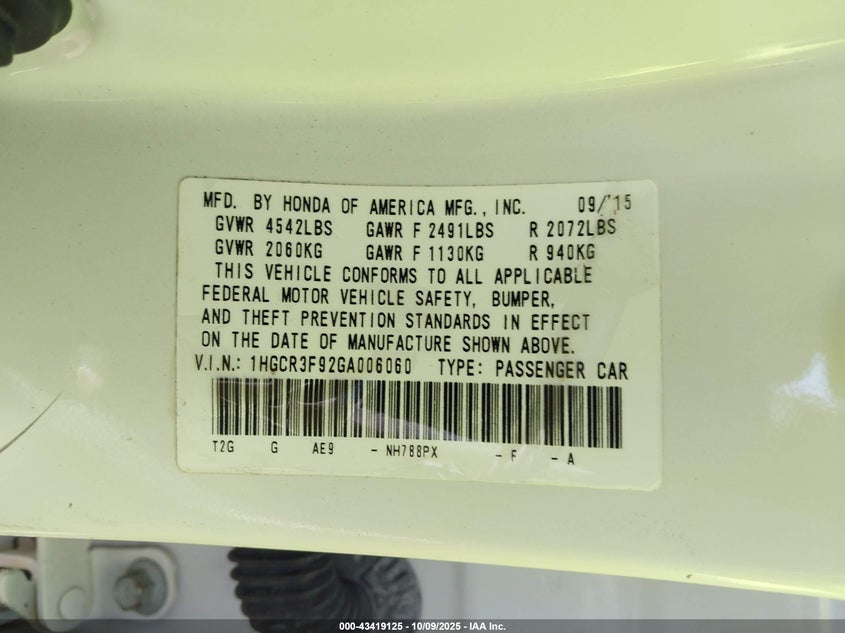 MFD. BY HONDA OF AMERICA MFG., INC. 09/15
GVWR 4542LBS GAWR F 2491LBS R 2072LBS
GVWR 2060KG GAWR F 1130KG R 940KG
THIS VEHICLE CONFORMS TO ALL APPLICABLE
FEDERAL MOTOR VEHICLE SAFETY, BUMPER,
AND THEFT PREVENTION STANDARDS IN EFFECT
ON THE DATE OF MANUFACTURE SHOWN ABOVE.
V.I.N.: 1HGCR3F92GA006060 TYPE: PASSENGER CAR
T2G G AE9 - NH788PX - F - A
000-43419125 - 10/09/2025 - IAA Inc.